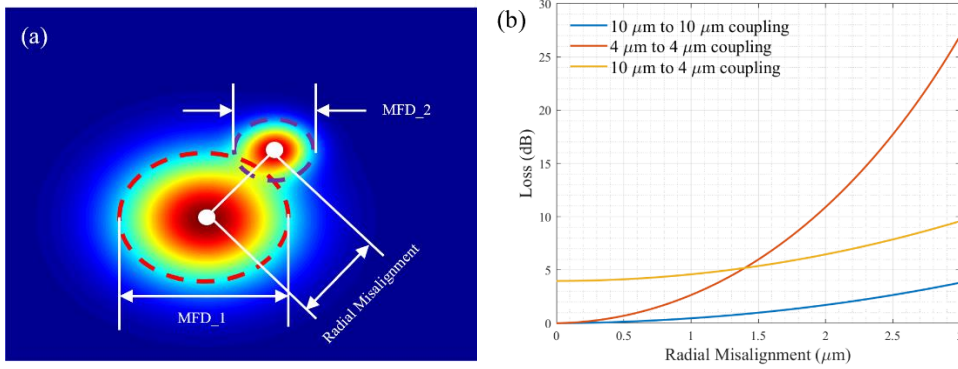 (a)
MFD_2
MFD_1
Radial Misalignment
(b)
30
25
20
15
10
5
0
Loss (dB)
10 μm to 10 μm coupling
4 μm to 4 μm coupling
10 μm to 4 μm coupling
0 0.5 1 1.5 2 2.5
Radial Misalignment (μm)